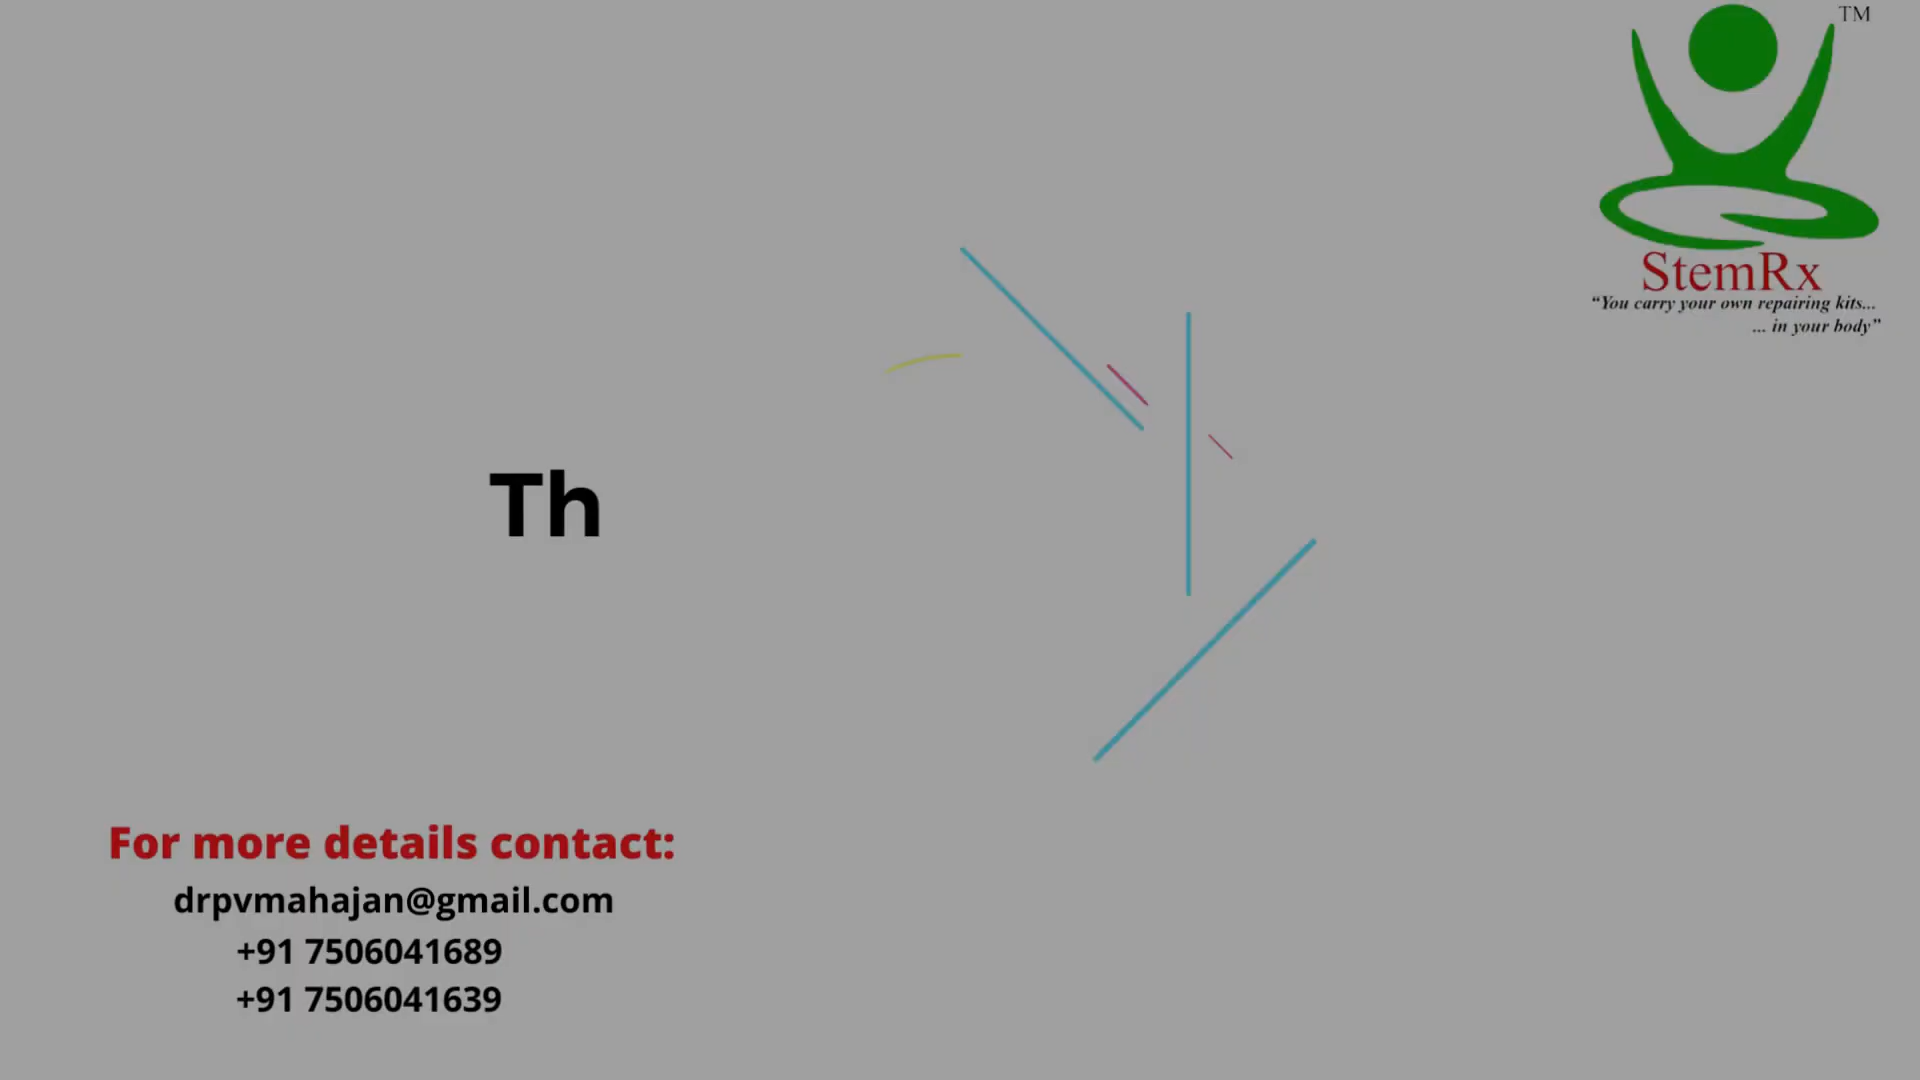 TM
StemRx
“You carry your own repairing kits...
... in your body”
Th
For more details contact:
drpvmahajan@gmail.com
+91 7506041689
+91 7506041639